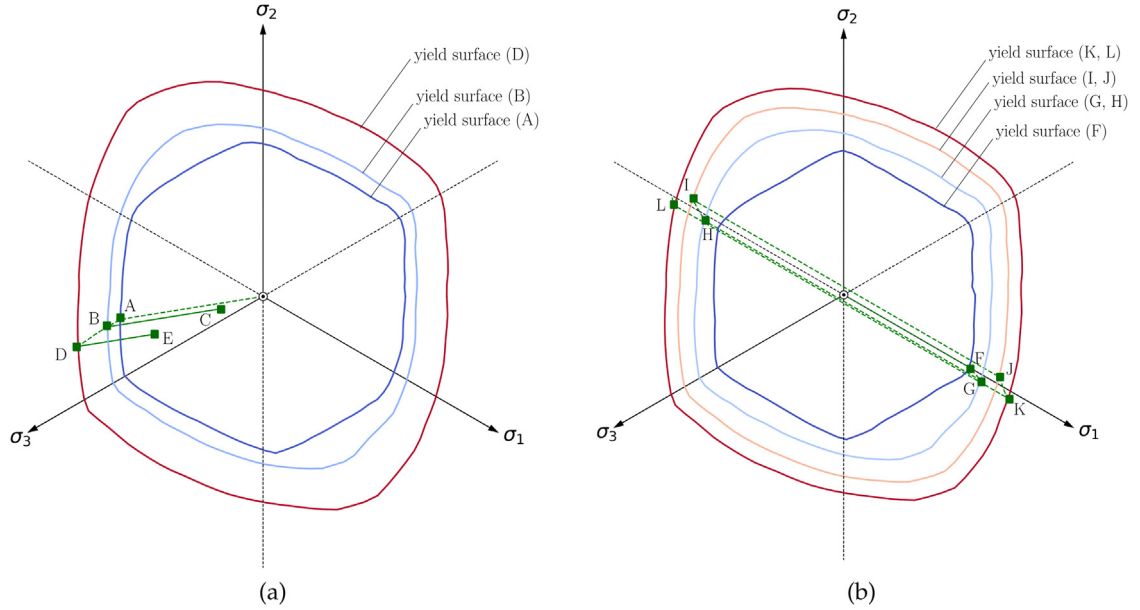 σ2
yield surface (D)
yield surface (B)
yield surface (A)
A
B
C
D
E
σ3
σ1
(a)
σ2
yield surface (K, L)
yield surface (I, J)
yield surface (G, H)
yield surface (F)
I
L
H
F
J
G
K
σ3
σ1
(b)